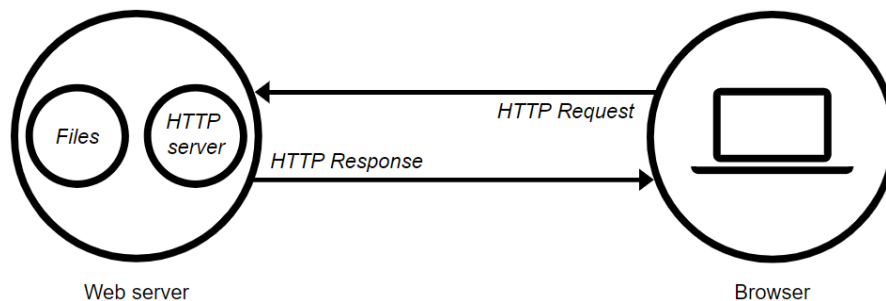 Files
HTTP
server
HTTP Request
HTTP Response
Web server
Browser